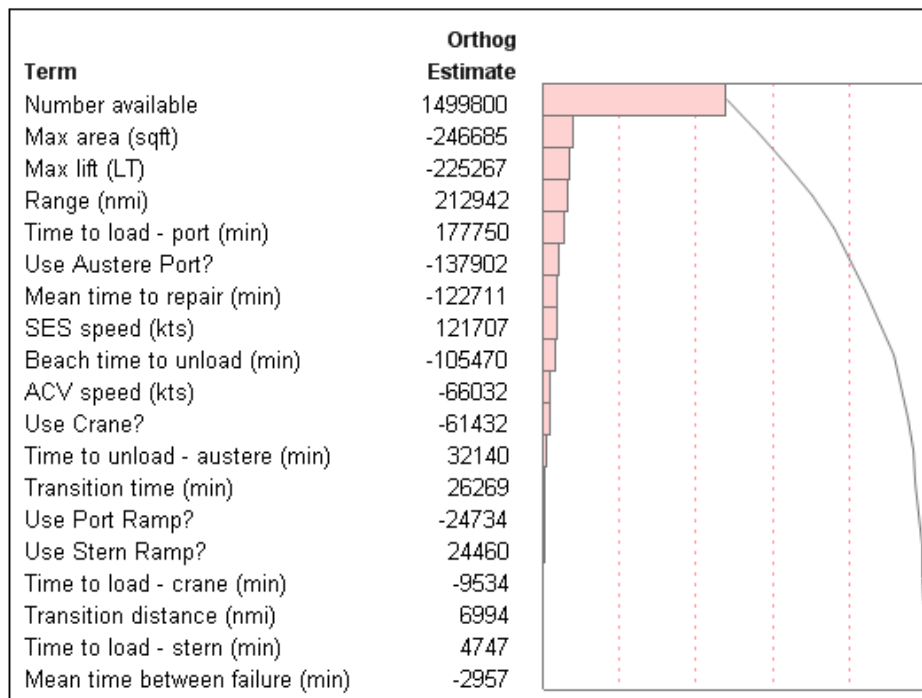 Orthog
Term Estimate
Number available 1499800
Max area (sqft) -246685
Max lift (LT) -225267
Range (nmi) 212942
Time to load - port (min) 177750
Use Austere Port? -137902
Mean time to repair (min) -122711
SES speed (kts) 121707
Beach time to unload (min) -105470
ACV speed (kts) -66032
Use Crane? -61432
Time to unload - austere (min) 32140
Transition time (min) 26269
Use Port Ramp? -24734
Use Stern Ramp? 24460
Time to load - crane (min) -9534
Transition distance (nmi) 6994
Time to load - stern (min) 4747
Mean time between failure (min) -2957